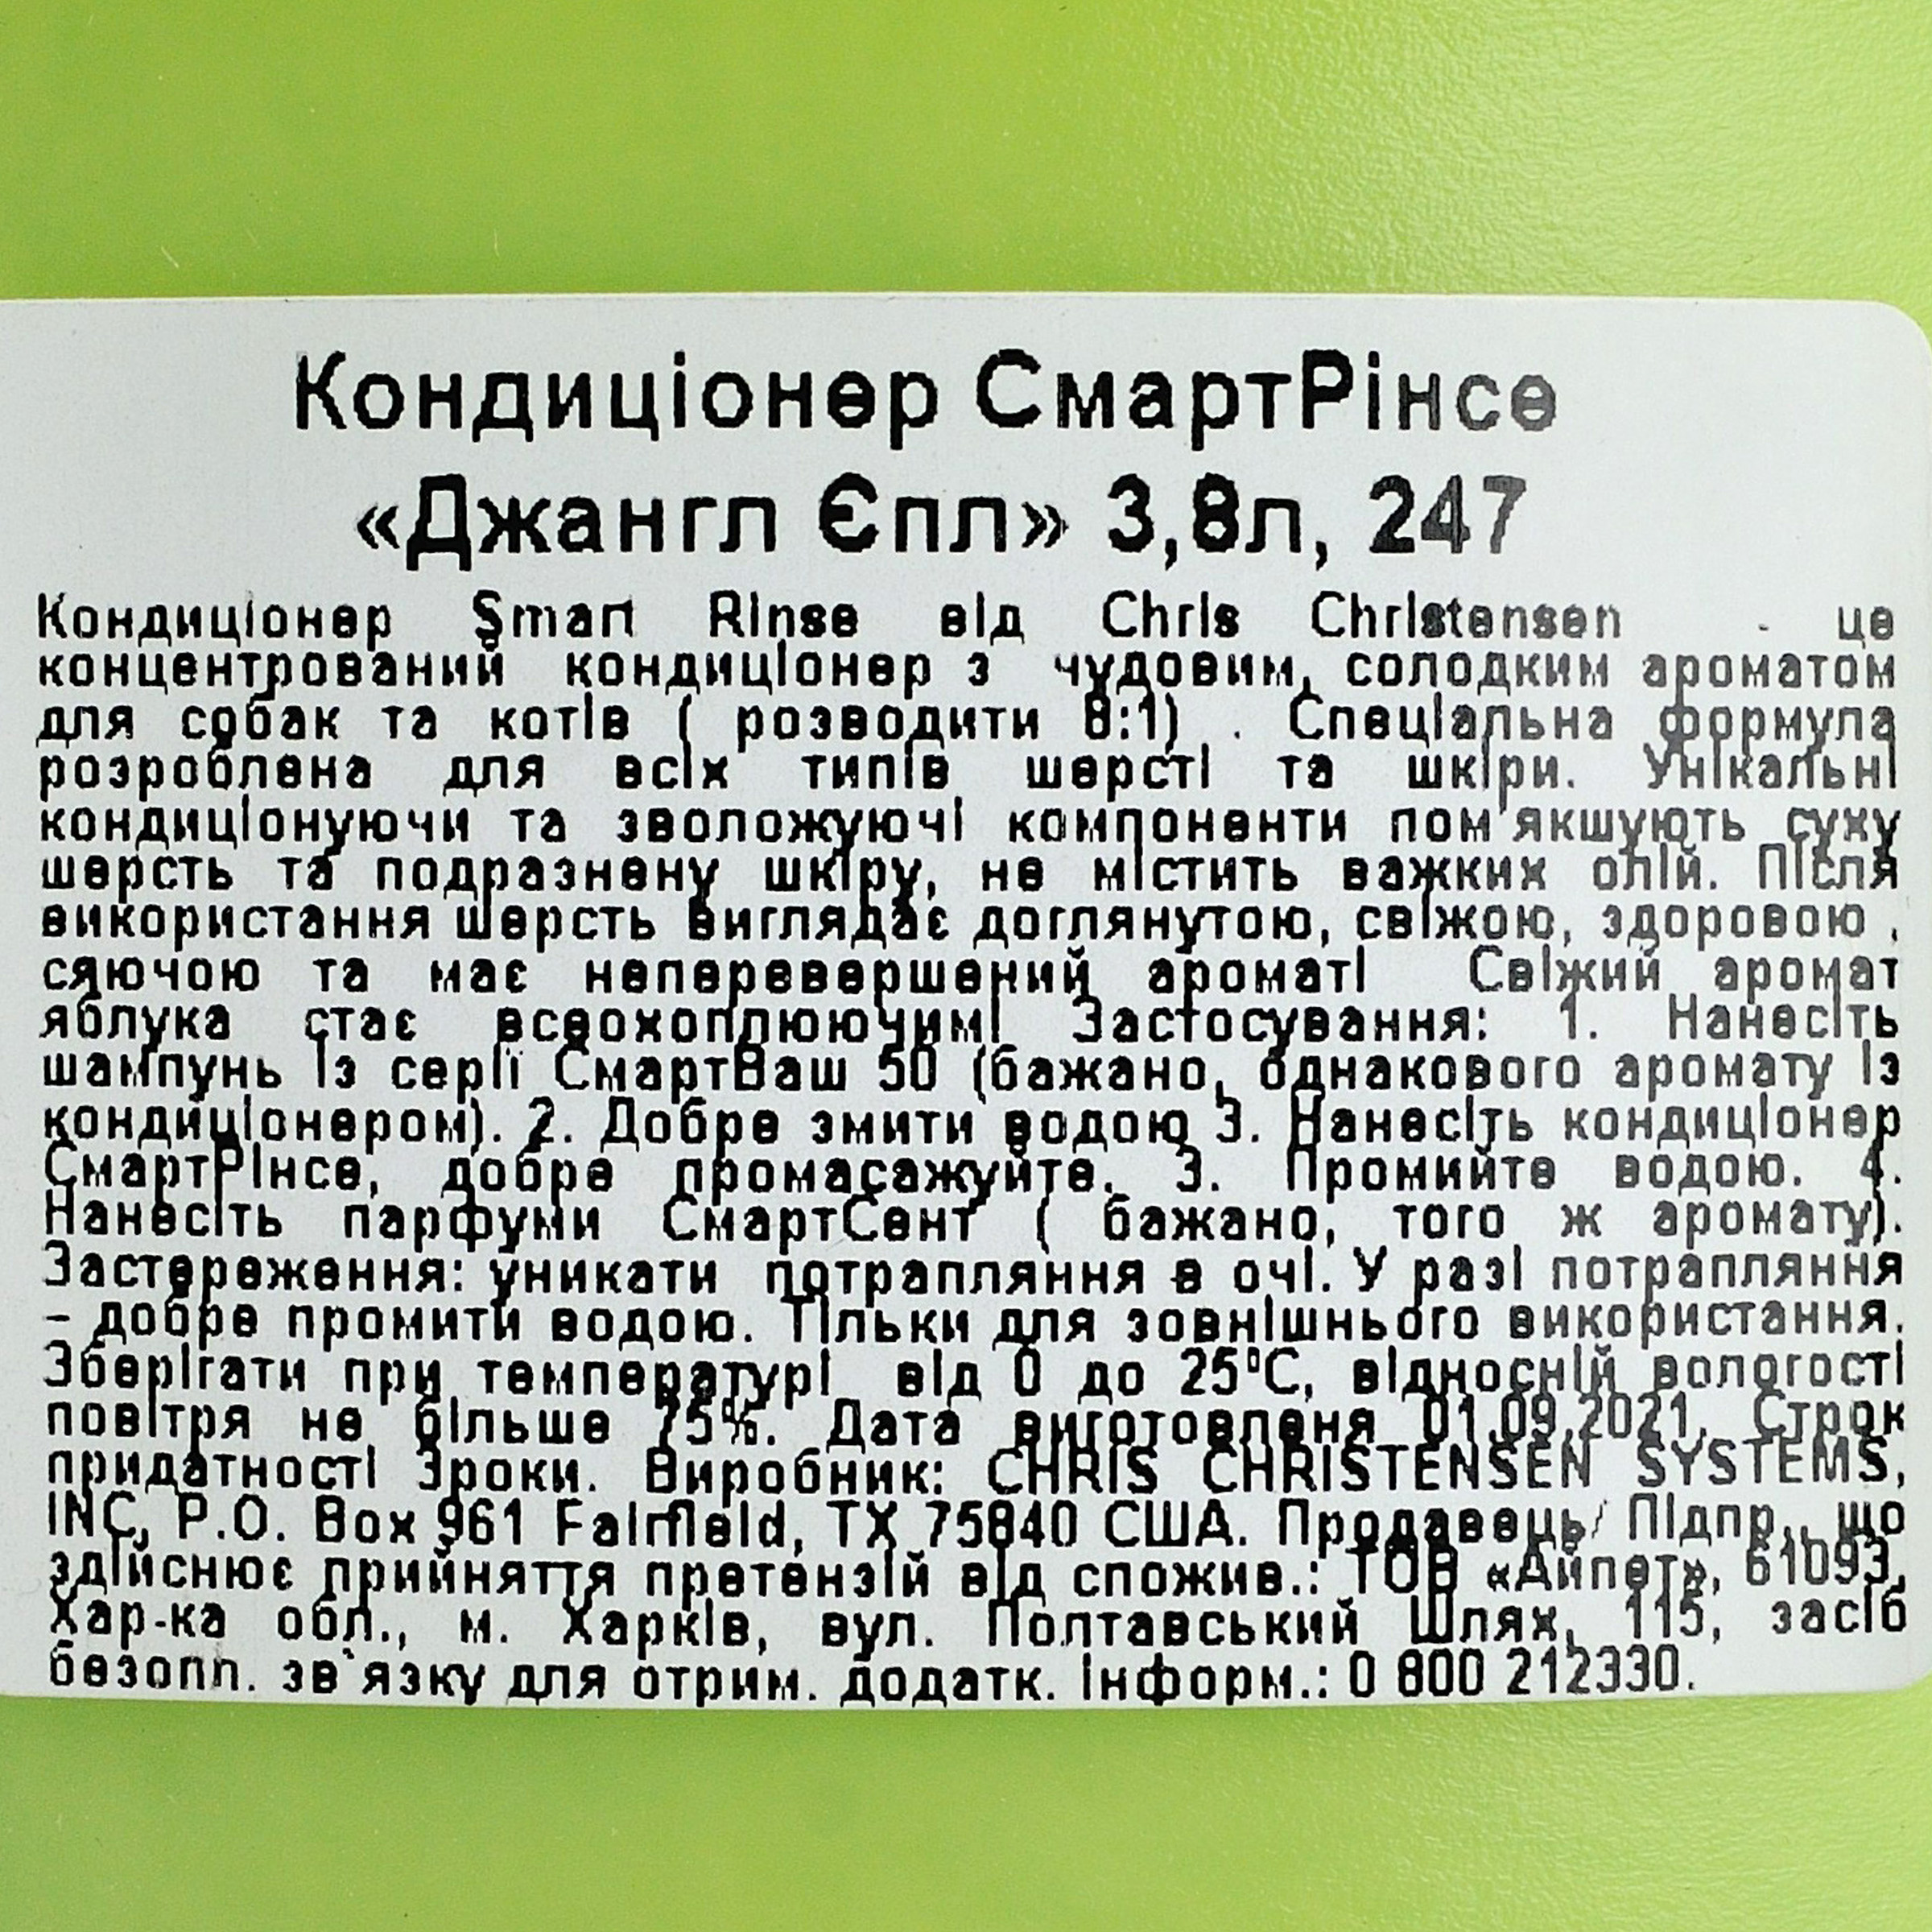 Кондиціонер СмартРінсе
«Джангл Єпл» 3,8л, 247
Кондиціонер Smart Rinse від Chris Christensen - це
концентрований кондиціонер з чудовим, солодким ароматом
для собак та котів ( розводити 8:1) . Спеціальна формула
розроблена для всіх типів шерсті та шкіри. Унікальні
кондиціонуючи та зволожуючі компоненти пом'якшують суху
шерсть та подразнену шкіру, не містить важких олій. Після
використання шерсть виглядає доглянутою, свіжою, здоровою ,
сяючою та має неперевершений аромат! Свіжий аромат
яблука стає всеохоплюючим! Застосування: 1. Нанесіть
шампунь із серії СмартВаш 50 (бажано, однакового аромату із
кондиціонером). 2. Добре змити водою 3. Нанесіть кондиціонер
СмартРінсе, добре промасажуйте. 3. Промийте водою. 4.
Нанесіть парфуми СмартСент ( бажано, того ж аромату).
Застереження: уникати потрапляння в очі. У разі потрапляння
– добре промити водою. Тільки для зовнішнього використання.
Зберігати при температурі від 0 до 25°С, відносній вологості
повітря не більше 75%. Дата виготовленя 01.09.2021. Строк
придатності 3роки. Виробник: CHRIS CHRISTENSEN SYSTEMS,
INC, P.O. Box 961 Fairfield, TX 75840 США. Продавець/ Підпр., що
здійснює прийняття претензій від спожив.: ТОВ «Айпет», 61093,
Хар-ка обл., м. Харків, вул. Полтавський Шлях, 115, засіб
безопл. зв`язку для отрим. додатк. інформ.: 0 800 212330.